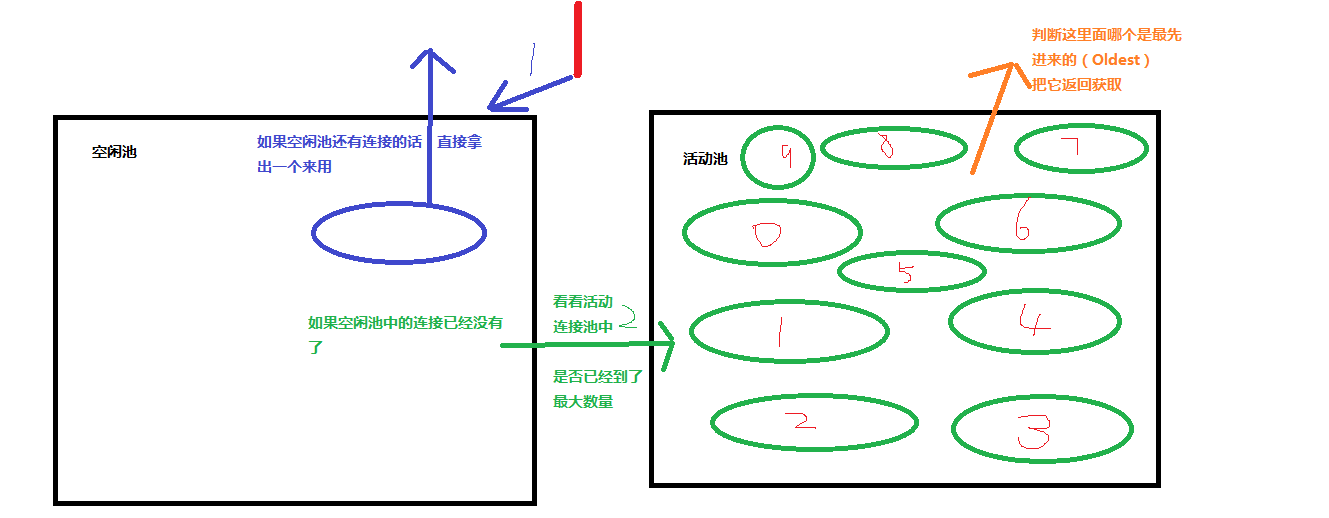 判断这里面哪个是最先
进来的（Oldest）
把它返回获取
1
空闲池
如果空闲池还有连接的话 直接拿
出一个来用
如果空闲池中的连接已经没有
了
看看活动
连接池中
2
是否已经到了
最大数量
活动池
9
8
7
0
6
5
1
4
2
3